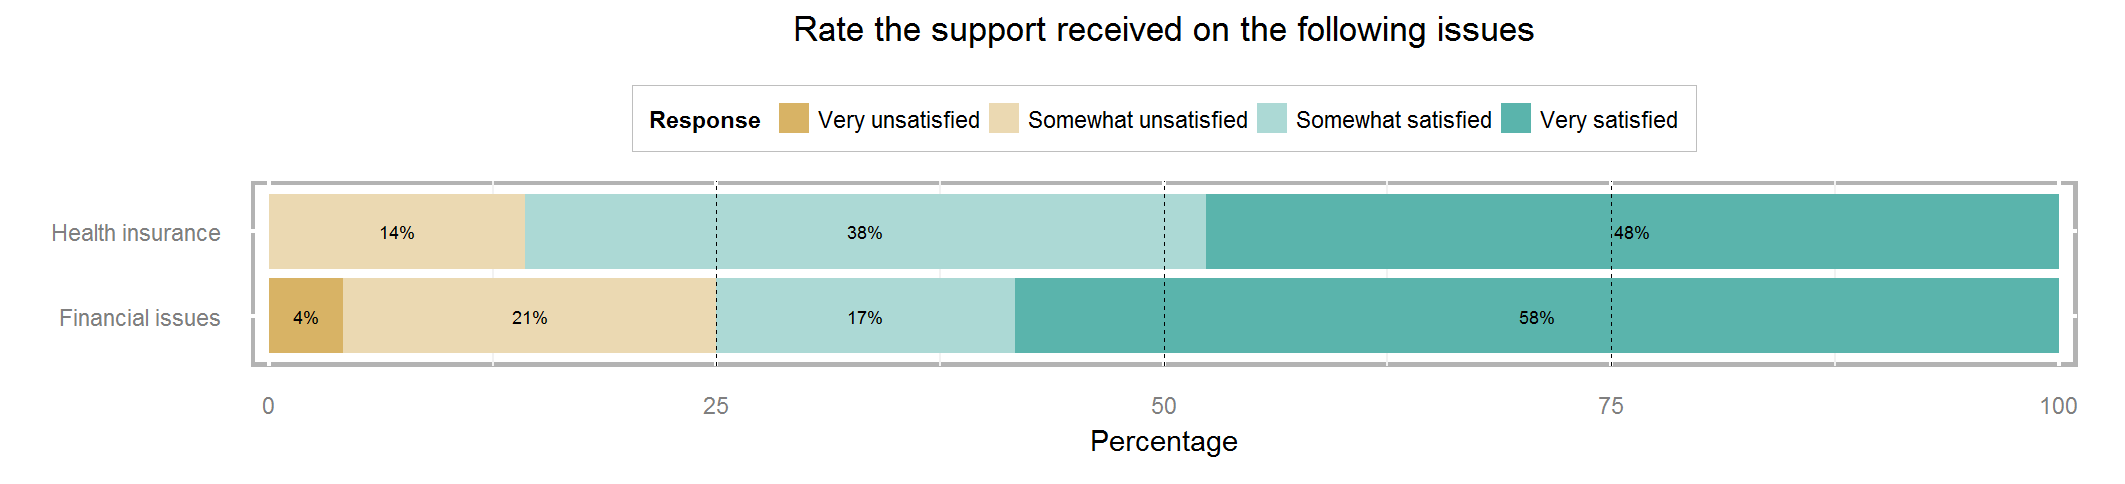 Rate the support received on the following issues
Response Very unsatisfied Somewhat unsatisfied Somewhat satisfied Very satisfied
Health insurance 14% 38% 48%
Financial issues 4% 21% 17% 58%
0 25 50 75 100
Percentage